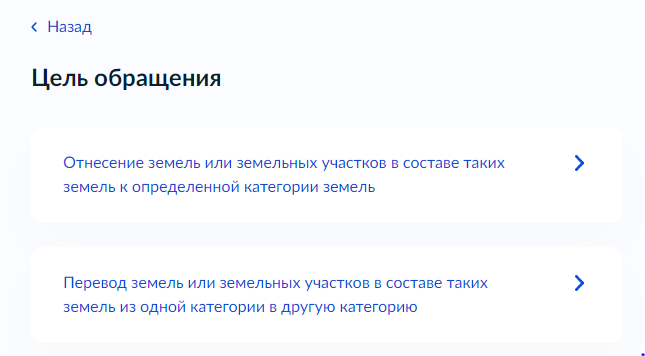 Назад
Цель обращения
Отнесение земель или земельных участков в составе таких
земель к определенной категории земель
Перевод земель или земельных участков в составе таких
земель из одной категории в другую категорию